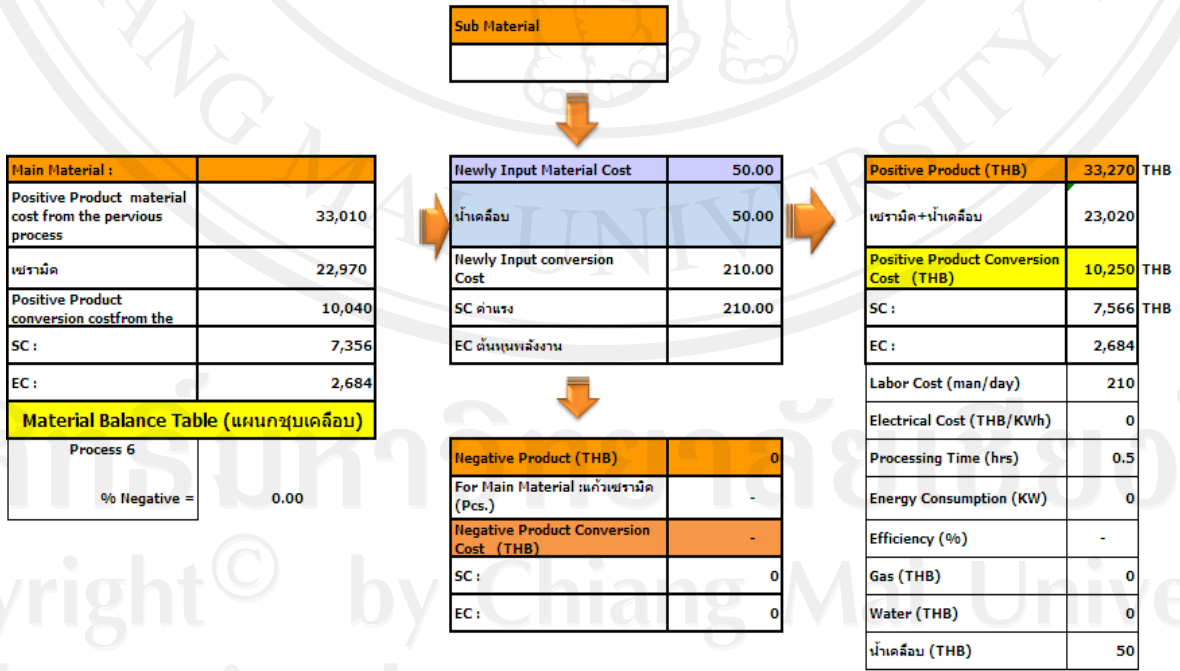 Sub Material
Main Material :
Positive Product material
cost from the pervious
process
33,010
เซรามิค 22,970
Positive Product
conversion costfrom the
10,040
SC : 7,356
EC : 2,684
Material Balance Table (แผนกชุบเคลือบ)
Process 6
% Negative = 0.00
Newly Input Material Cost 50.00
น้ำเคลือบ 50.00
Newly Input conversion
Cost
210.00
SC ค่าแรง 210.00
EC ต้นทุนพลังงาน
Negative Product (THB) 0
For Main Material :แก้วเซรามิค
(Pcs.)
-
Negative Product Conversion
Cost (THB)
-
SC : 0
EC : 0
Positive Product (THB) 33,270 THB
เซรามิค+น้ำเคลือบ 23,020
Positive Product Conversion
Cost (THB)
10,250 THB
SC : 7,566 THB
EC : 2,684
Labor Cost (man/day) 210
Electrical Cost (THB/KWh) 0
Processing Time (hrs) 0.5
Energy Consumption (KW) 0
Efficiency (%) -
Gas (THB) 0
Water (THB) 0
น้ำเคลือบ (THB) 50
ANG MAI UNIVERSITY
by Chiang Mai Unive